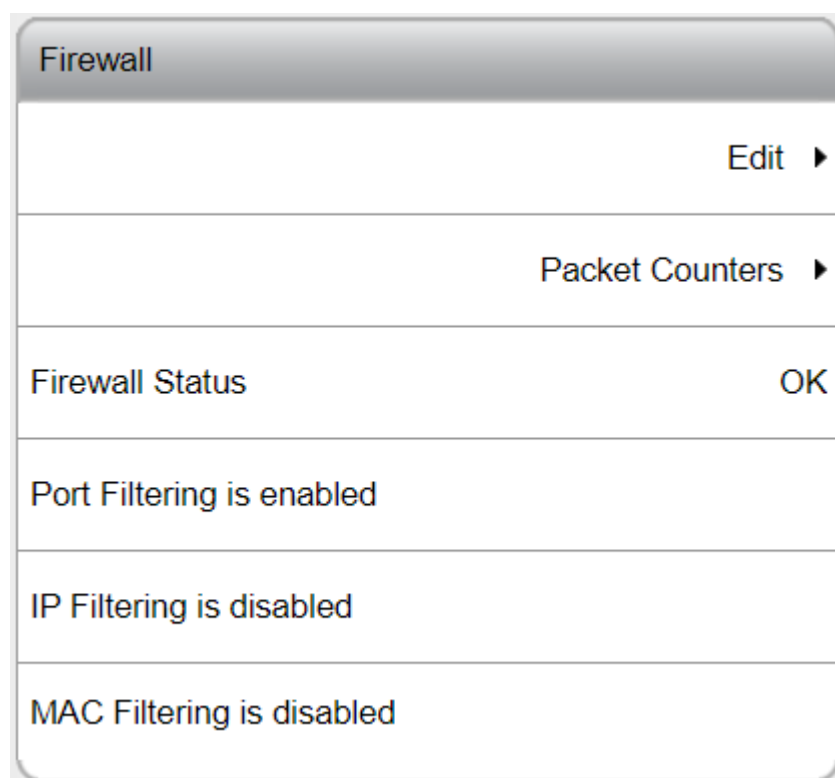 Firewall
Edit
Packet Counters
Firewall Status OK
Port Filtering is enabled
IP Filtering is disabled
MAC Filtering is disabled